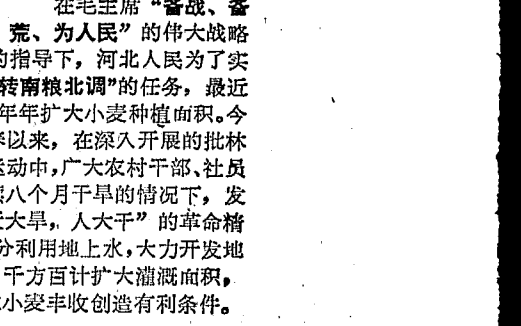 在毛主席“备战、备
荒、为人民”的伟大战略
的指导下，河北人民为了实
转南粮北调”的任务，最近
年年扩大小麦种植面积。今
以来，在深入开展的批林
运动中，广大农村干部、社员
八个月干旱的情况下，发
大旱，人大干”的革命精
分利用地上水，大力开发地
千方百计扩大灌溉面积，
小麦丰收创造有利条件。